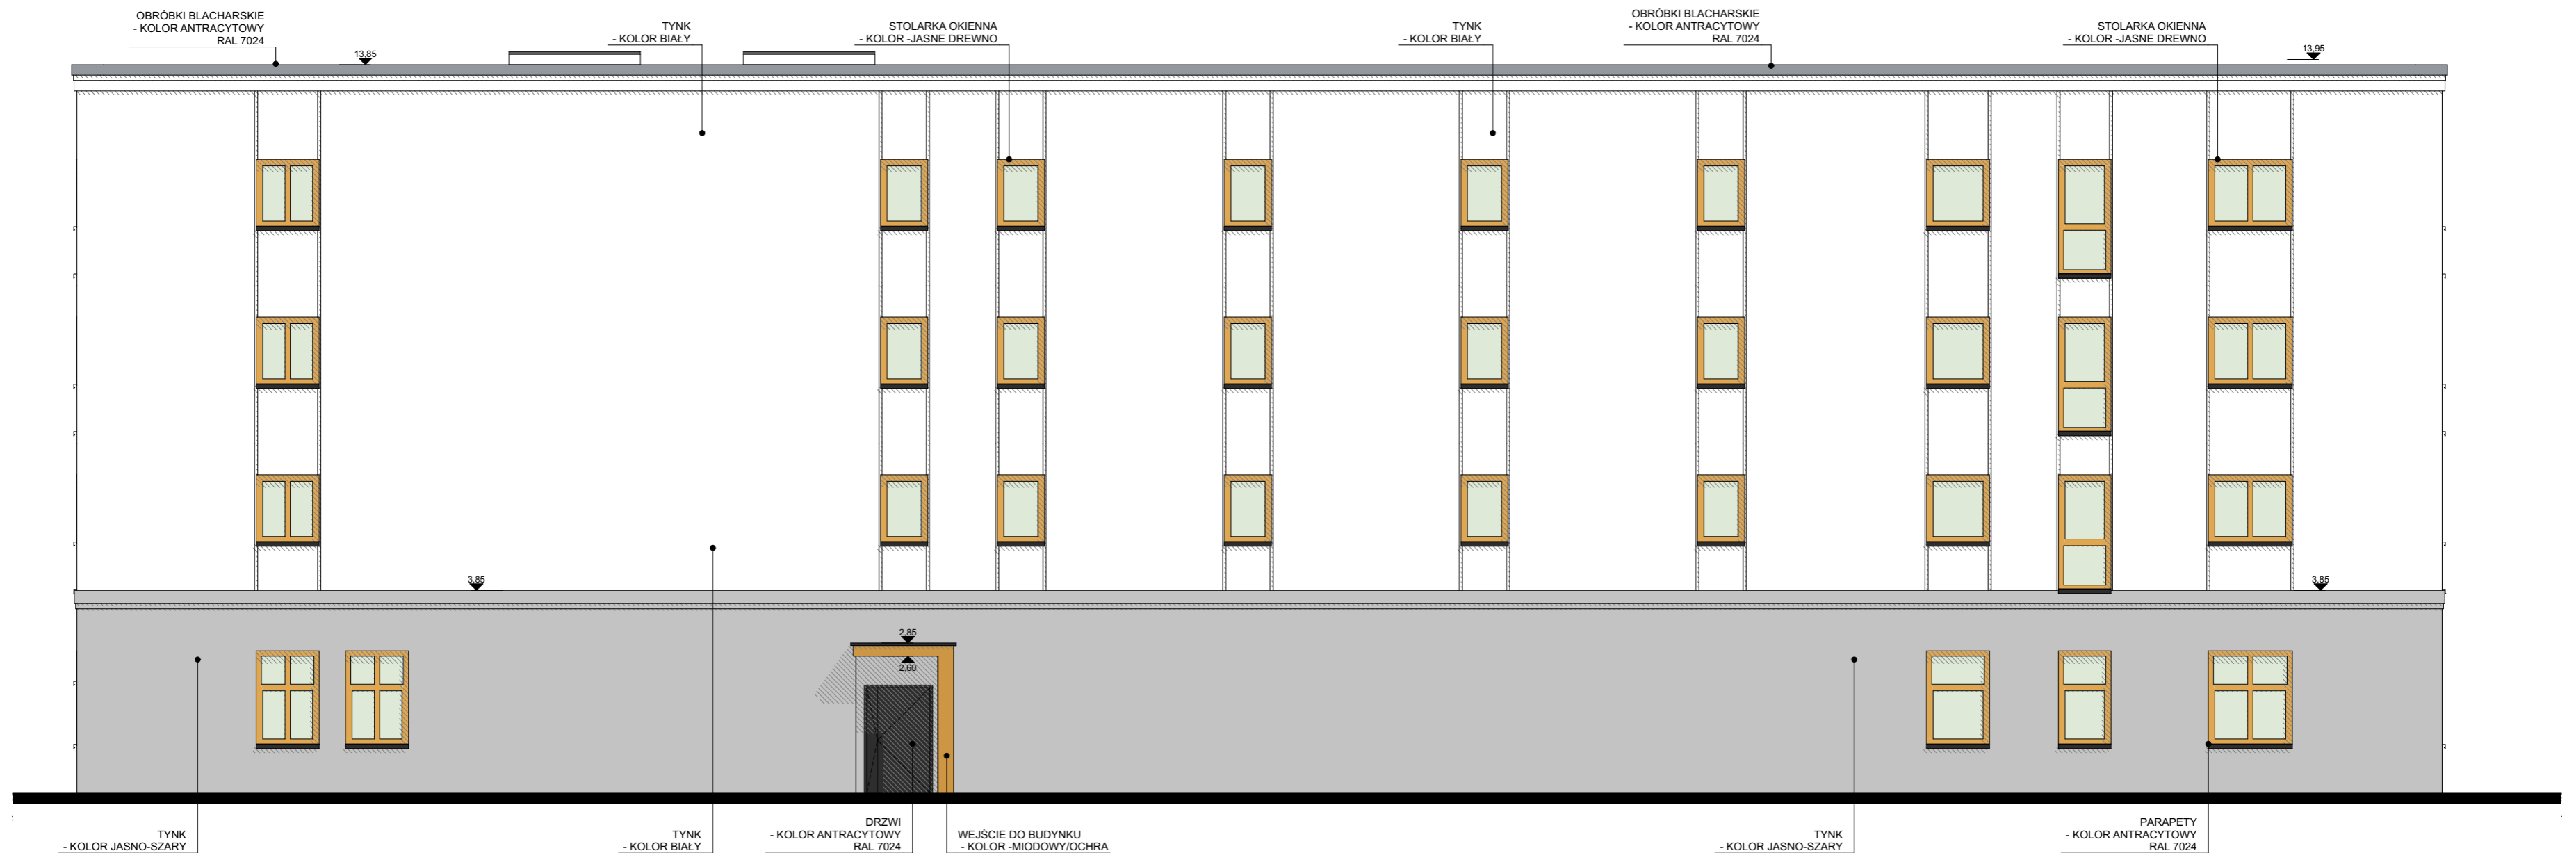 OBRÓBKI BLACHARSKIE
- KOLOR ANTRACYTOWY
RAL 7024
13,85
TYNK
- KOLOR BIAŁY
STOLARKA OKIENNA
- KOLOR -JASNE DREWNO
TYNK
- KOLOR BIAŁY
OBRÓBKI BLACHARSKIE
- KOLOR ANTRACYTOWY
RAL 7024
STOLARKA OKIENNA
- KOLOR -JASNE DREWNO
13,95
3,85
3,85
2,85
2,60
TYNK
- KOLOR JASNO-SZARY
TYNK
- KOLOR BIAŁY
DRZWI
- KOLOR ANTRACYTOWY
RAL 7024
WEJŚCIE DO BUDYNKU
- KOLOR -MIODOWY/OCHRA
TYNK
- KOLOR JASNO-SZARY
PARAPETY
- KOLOR ANTRACYTOWY
RAL 7024